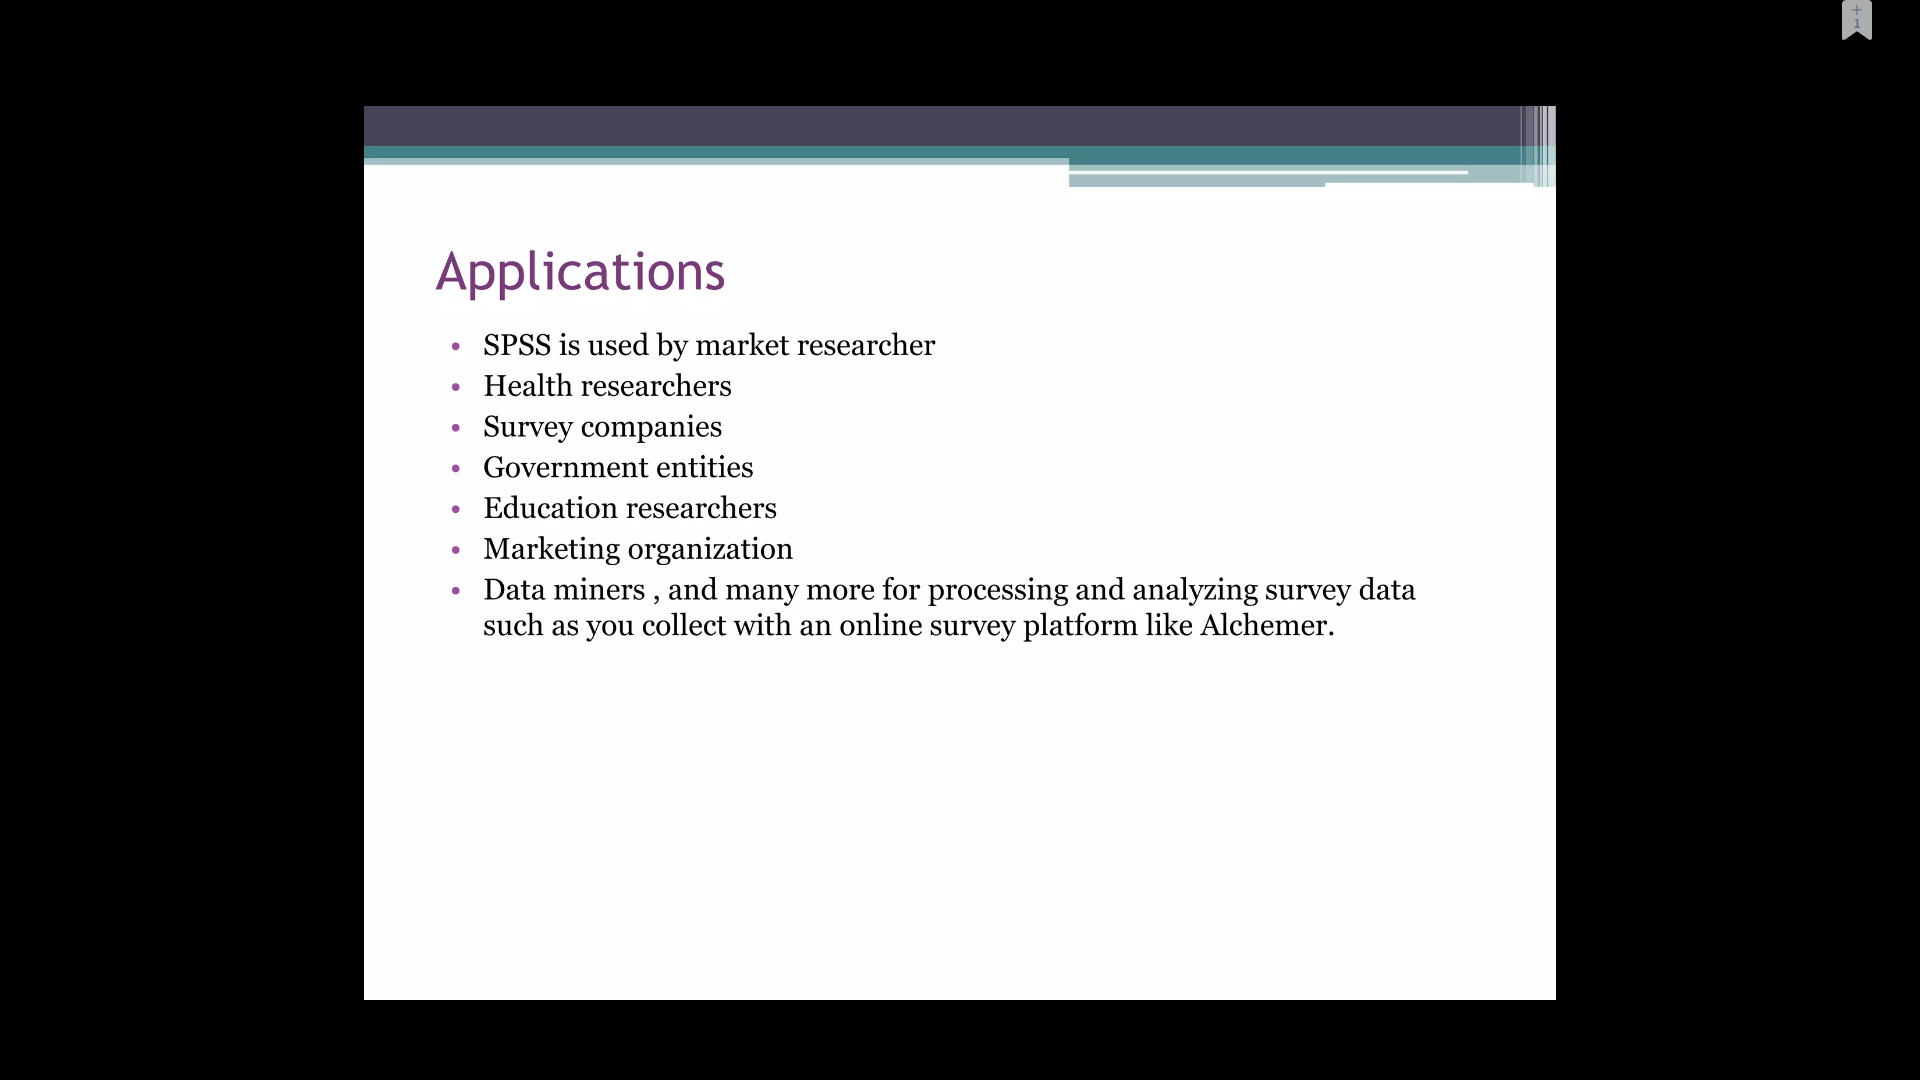 +
1
Applications
• SPSS is used by market researcher
• Health researchers
• Survey companies
• Government entities
• Education researchers
• Marketing organization
• Data miners , and many more for processing and analyzing survey data
such as you collect with an online survey platform like Alchemer.